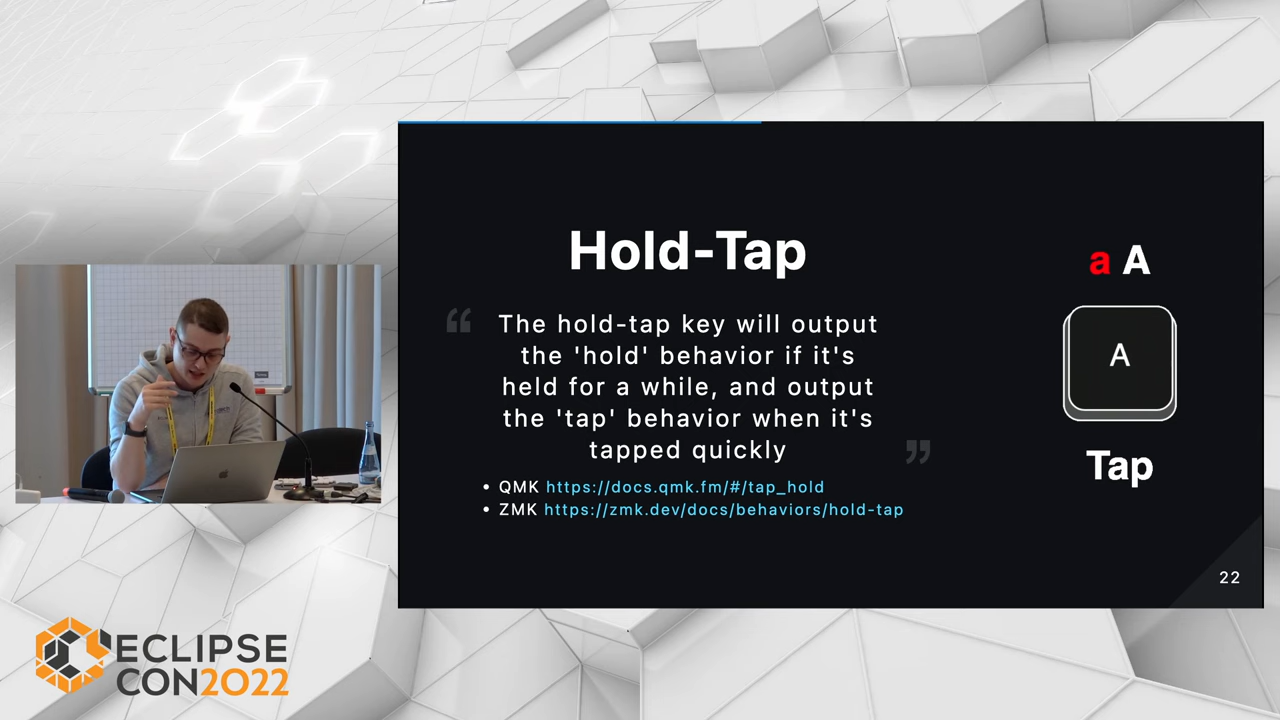 Hold-Tap
“ The hold-tap key will output
the 'hold' behavior if it's
held for a while, and output
the 'tap' behavior when it's
tapped quickly ”
• QMK https://docs.qmk.fm/#/tap_hold
• ZMK https://zmk.dev/docs/behaviors/hold-tap
a A
A
Tap
22
ECLIPSE
CON2022